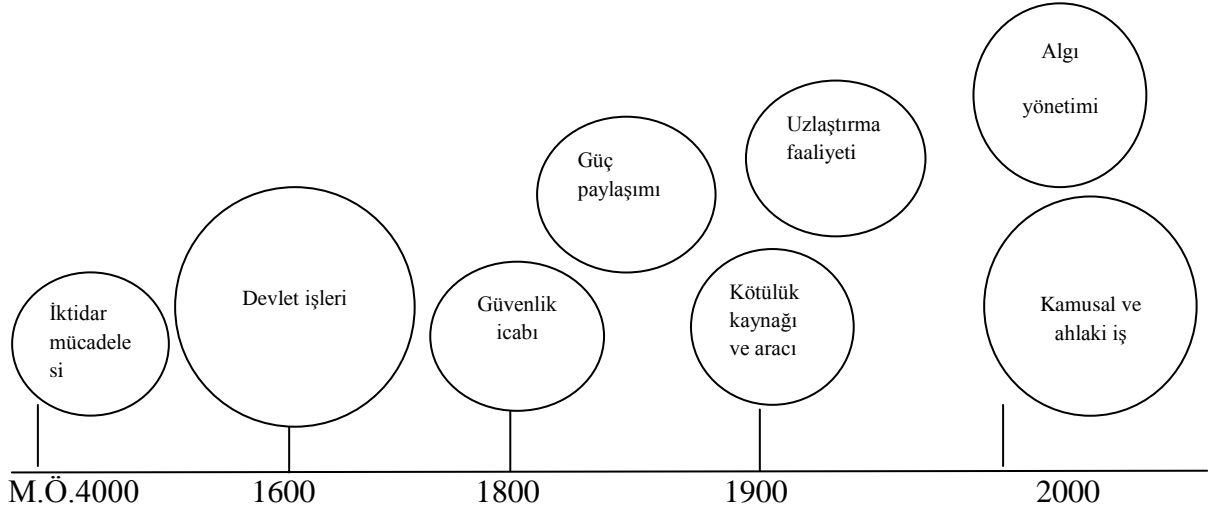 Algı
yönetimi
Uzlaştırma
faaliyeti
Güç
paylaşımı
İktidar
mücadele
si
Devlet işleri
Güvenlik
icabı
Kötülük
kaynağı
ve aracı
Kamusal ve
ahlaki iş
M.Ö.4000
1600
1800
1900
2000